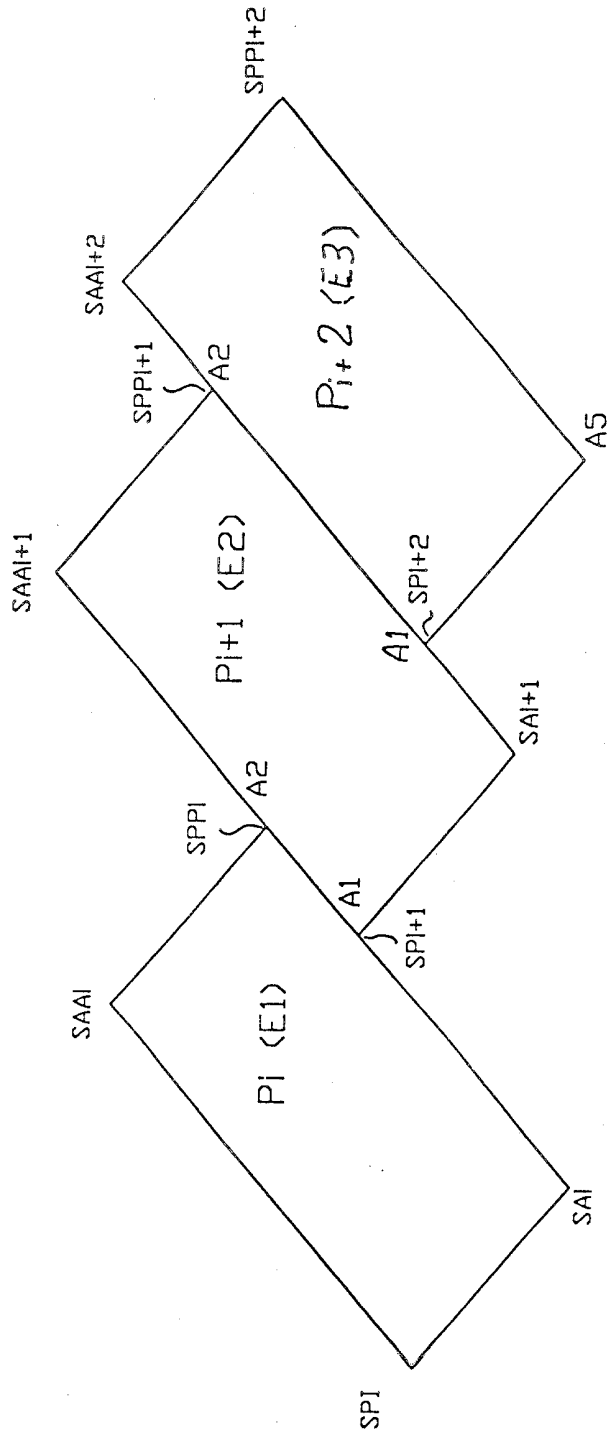 SPI
SAI
SAAI
Pi (E1)
SPPI
A1
A2
SPI+1
SAI+1
SAAI+1
Pi+1 (E2)
SPPI+1
A1
A2
SPI+2
SAAI+2
Pi+2 (E3)
SPPI+2
A5